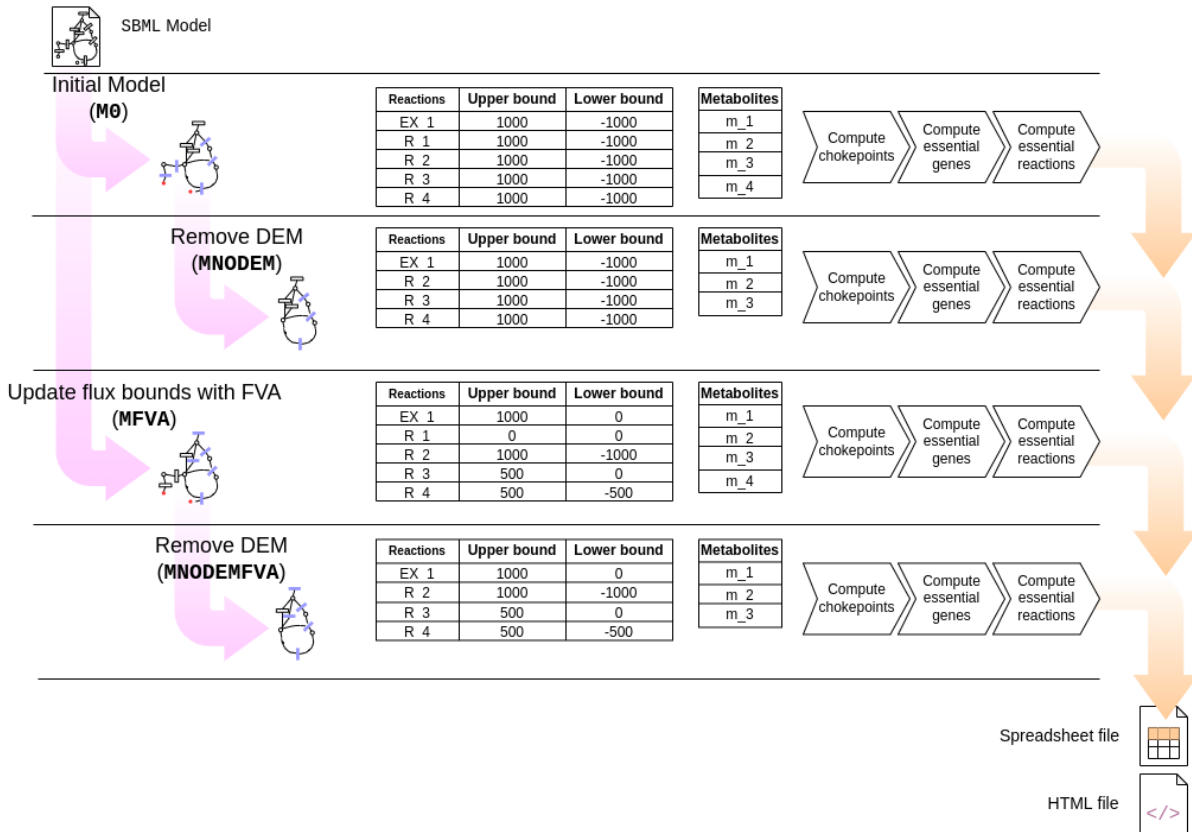 SBML Model
Initial Model
(M0)
Reactions Upper bound Lower bound
EX_1 1000 -1000
R_1 1000 -1000
R_2 1000 -1000
R_3 1000 -1000
R_4 1000 -1000
Metabolites
m_1
m_2
m_3
m_4
Compute
chokepoints
Compute
essential
genes
Compute
essential
reactions
Remove DEM
(MNODEM)
Reactions Upper bound Lower bound
EX_1 1000 -1000
R_2 1000 -1000
R_3 1000 -1000
R_4 1000 -1000
Metabolites
m_1
m_2
m_3
Compute
chokepoints
Compute
essential
genes
Compute
essential
reactions
Update flux bounds with FVA
(MFVA)
Reactions Upper bound Lower bound
EX_1 1000 0
R_1 0 0
R_2 1000 -1000
R_3 500 0
R_4 500 -500
Metabolites
m_1
m_2
m_3
m_4
Compute
chokepoints
Compute
essential
genes
Compute
essential
reactions
Remove DEM
(MNODEMFVA)
Reactions Upper bound Lower bound
EX_1 1000 0
R_2 1000 -1000
R_3 500 0
R_4 500 -500
Metabolites
m_1
m_2
m_3
Compute
chokepoints
Compute
essential
genes
Compute
essential
reactions
Spreadsheet file
HTML file
</>